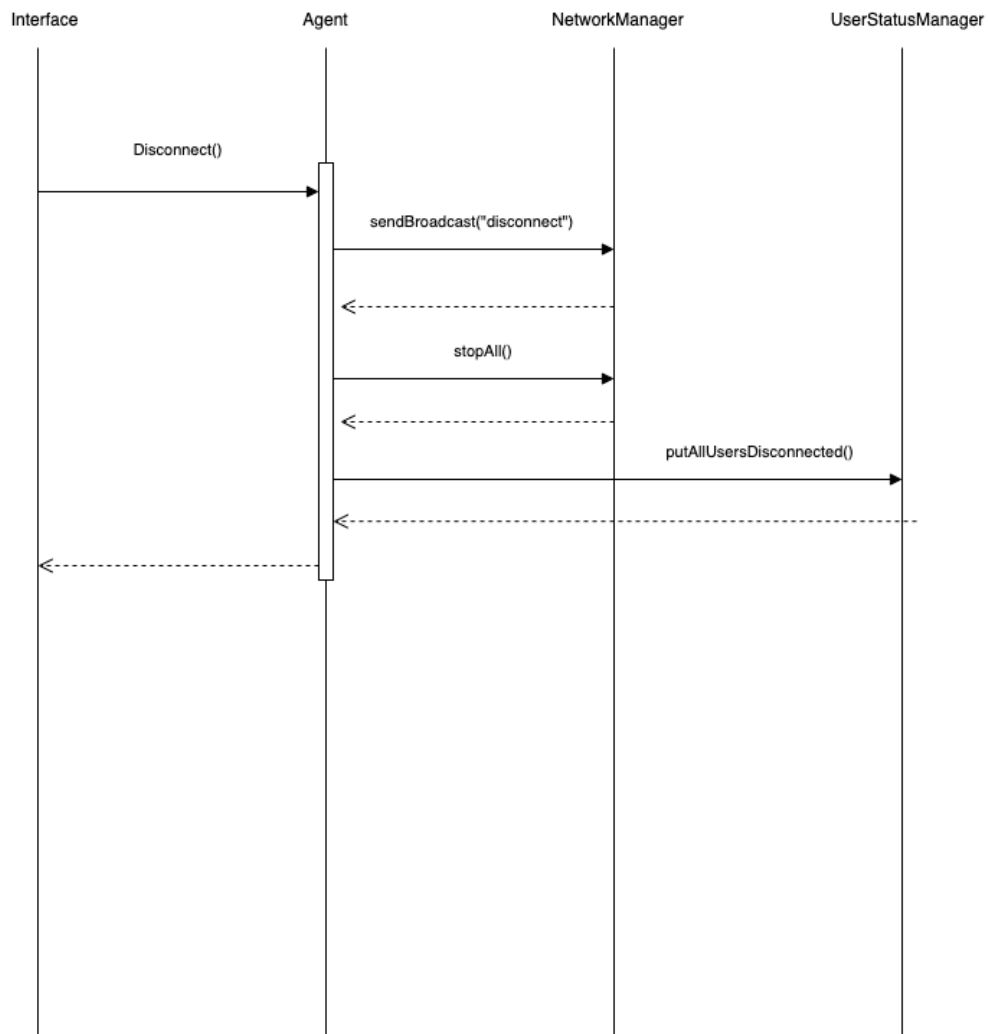 Interface
Agent
NetworkManager
UserStatusManager
Disconnect()
sendBroadcast("disconnect")
stopAll()
putAllUsersDisconnected()